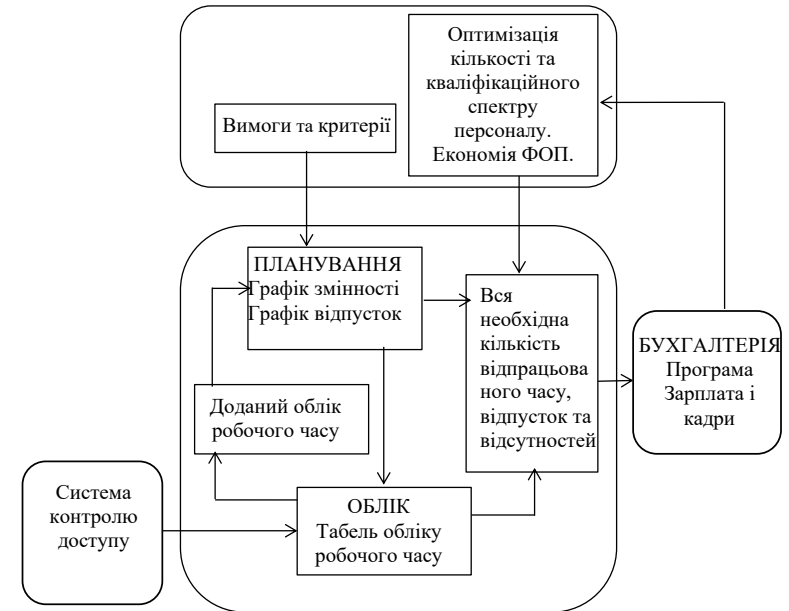 Оптимізація
кількості та
кваліфікаційного
спектру
персоналу.
Економія ФОП.
Вимоги та критерії
ПЛАНУВАННЯ
Графік змінності
Графік відпусток
Вся
необхідна
кількість
відпрацьова
ного часу,
відпусток та
відсутностей
БУХГАЛТЕРІЯ
Програма
Зарплата і
кадри
Доданий облік
робочого часу
Система
контролю
доступу
ОБЛІК
Табель обліку
робочого часу